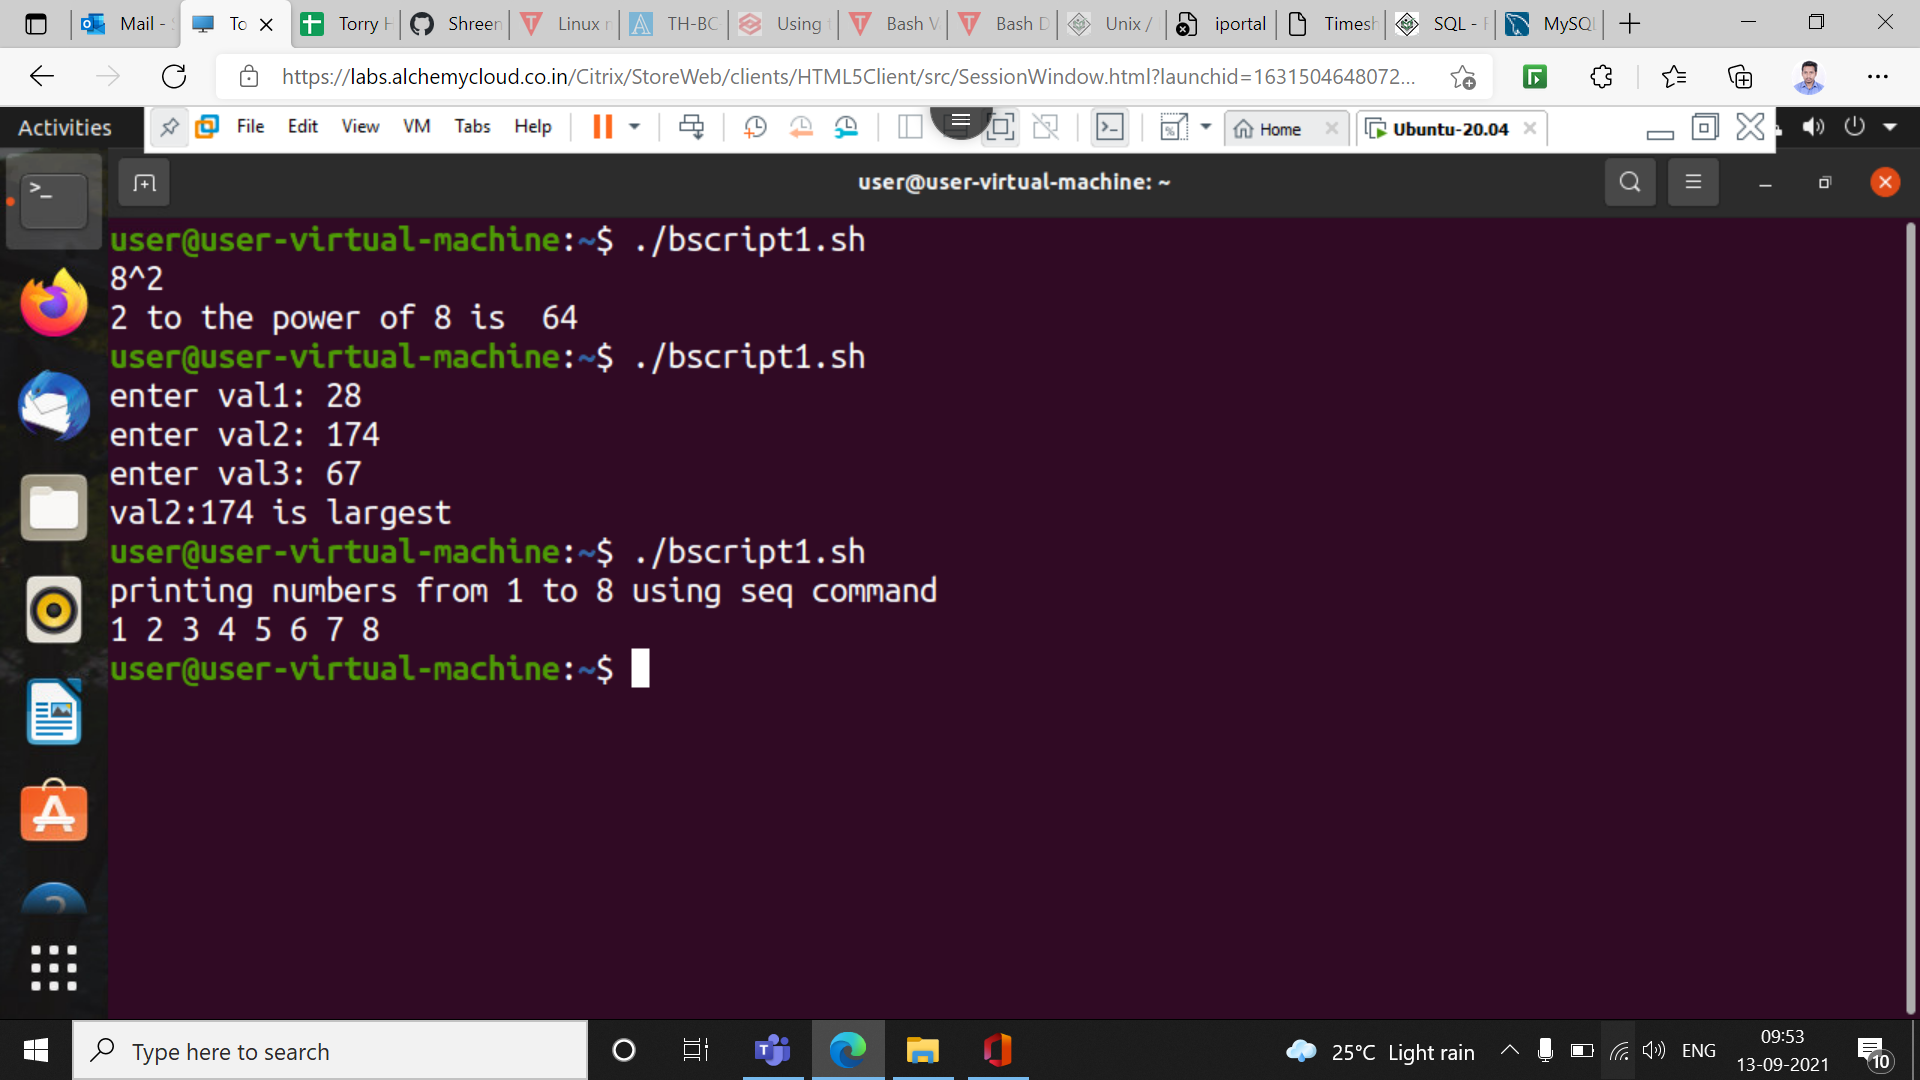 Mail - S
To
Torry H
Shreen
Linux r
TH-BC-
Using
Bash V
Bash D
Unix /
iportal
Timesh
SQL - F
MySQL
https://labs.alchemycloud.co.in/Citrix/StoreWeb/clients/HTML5Client/src/SessionWindow.html?launchid=1631504648072...
Activities
File Edit View VM Tabs Help
Home
Ubuntu-20.04
user@user-virtual-machine: ~
user@user-virtual-machine:~$ ./bscript1.sh
8^2
2 to the power of 8 is  64
user@user-virtual-machine:~$ ./bscript1.sh
enter val1: 28
enter val2: 174
enter val3: 67
val2:174 is largest
user@user-virtual-machine:~$ ./bscript1.sh
printing numbers from 1 to 8 using seq command
1 2 3 4 5 6 7 8
user@user-virtual-machine:~$
Type here to search
25°C Light rain
ENG
09:53
13-09-2021
10